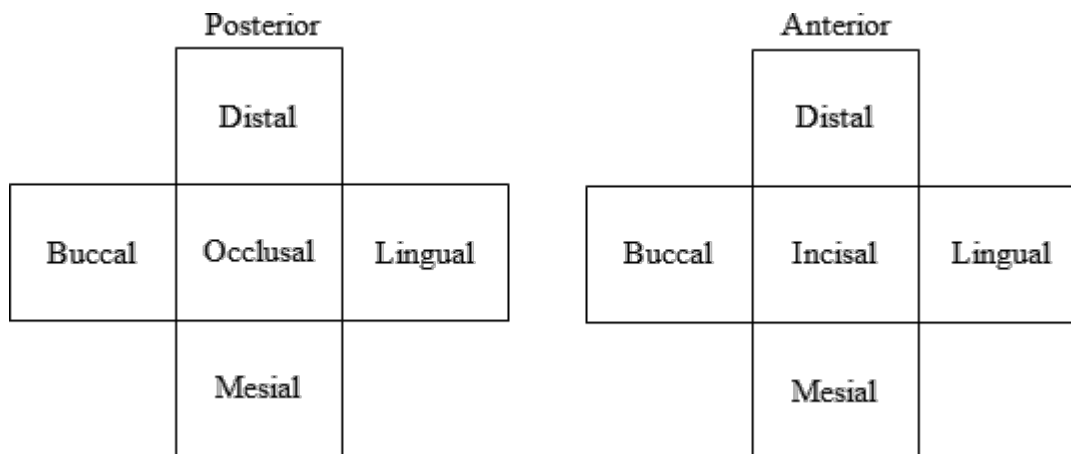 Posterior
Distal
Buccal Occlusal Lingual
Mesial
Anterior
Distal
Buccal Incisal Lingual
Mesial